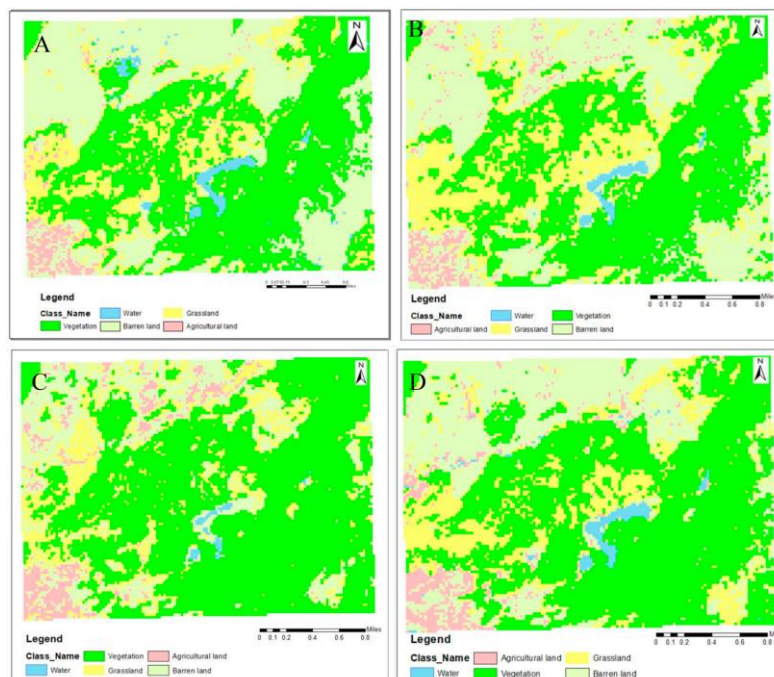 A
N
Legend
Class_Name Water Grassland
Vegetation Barren land Agricultural land
B
N
Miles
0 0.1 0.2 0.4 0.6 0.8
Legend
Class_Name Water Vegetation
Agricultural land Grassland Barren land
C
N
Miles
0 0.1 0.2 0.4 0.6 0.8
Legend
Class_Name Vegetation Agricultural land
Water Grassland Barren land
D
N
0 0.1 0.2 0.4 0.6 0.8
Legend
Class_Name Agricultural land Grassland
Water Vegetation Barren land